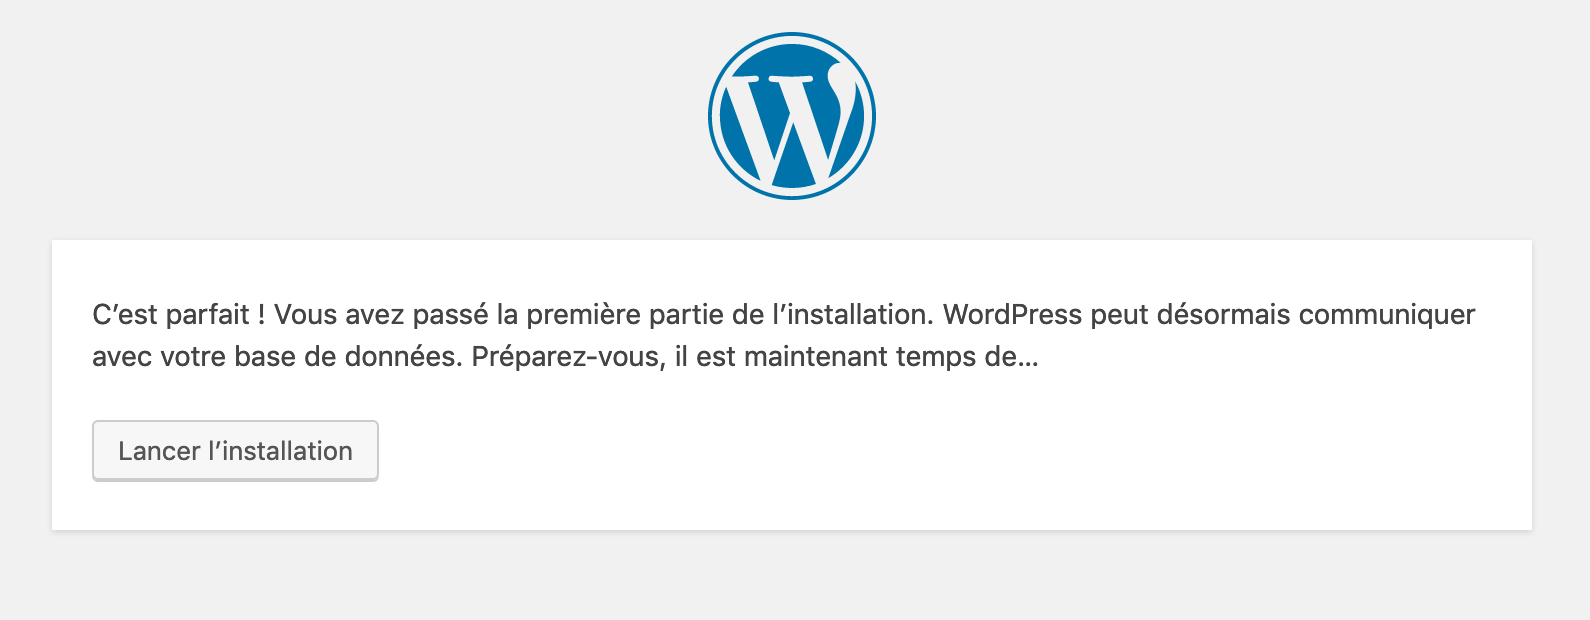 C’est parfait ! Vous avez passé la première partie de l’installation. WordPress peut désormais communiquer
avec votre base de données. Préparez-vous, il est maintenant temps de…
Lancer l’installation